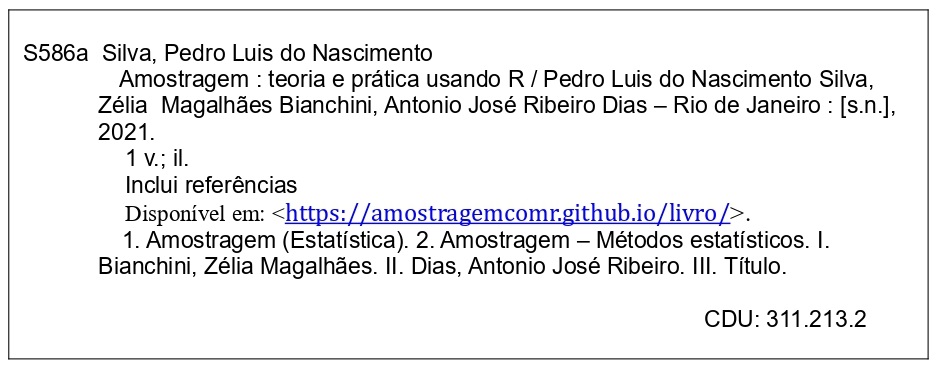 S586a Silva, Pedro Luis do Nascimento
Amostragem : teoria e prática usando R / Pedro Luis do Nascimento Silva,
Zélia Magalhães Bianchini, Antonio José Ribeiro Dias – Rio de Janeiro : [s.n.],
2021.
1 v.; il.
Inclui referências
Disponível em: <https://amostragemcomr.github.io/livro/>.
1. Amostragem (Estatística). 2. Amostragem – Métodos estatísticos. I.
Bianchini, Zélia Magalhães. II. Dias, Antonio José Ribeiro. III. Título.
CDU: 311.213.2